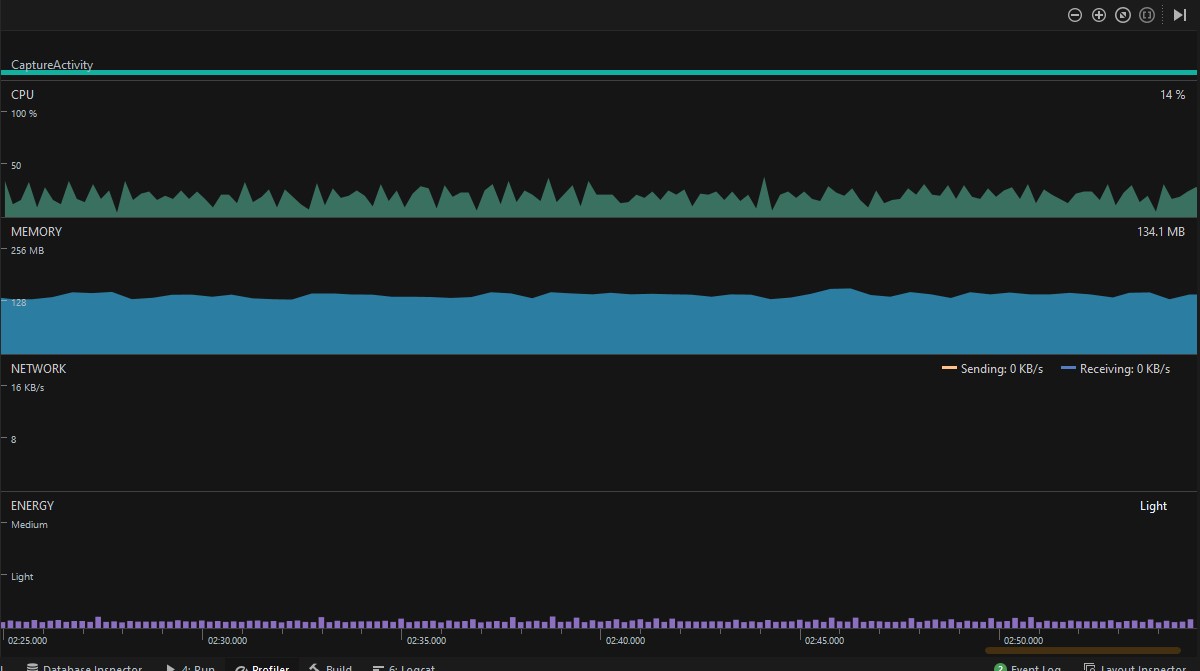 CaptureActivity
CPU 14 %
100 %
50
MEMORY 134.1 MB
256 MB
128
NETWORK Sending: 0 KB/s Receiving: 0 KB/s
16 KB/s
8
ENERGY Light
Medium
Light
02:25.000 02:30.000 02:35.000 02:40.000 02:45.000 02:50.000
Database Inspector 4: Run Profiler Build 6: Logcat 2 Event Log Layout Inspector